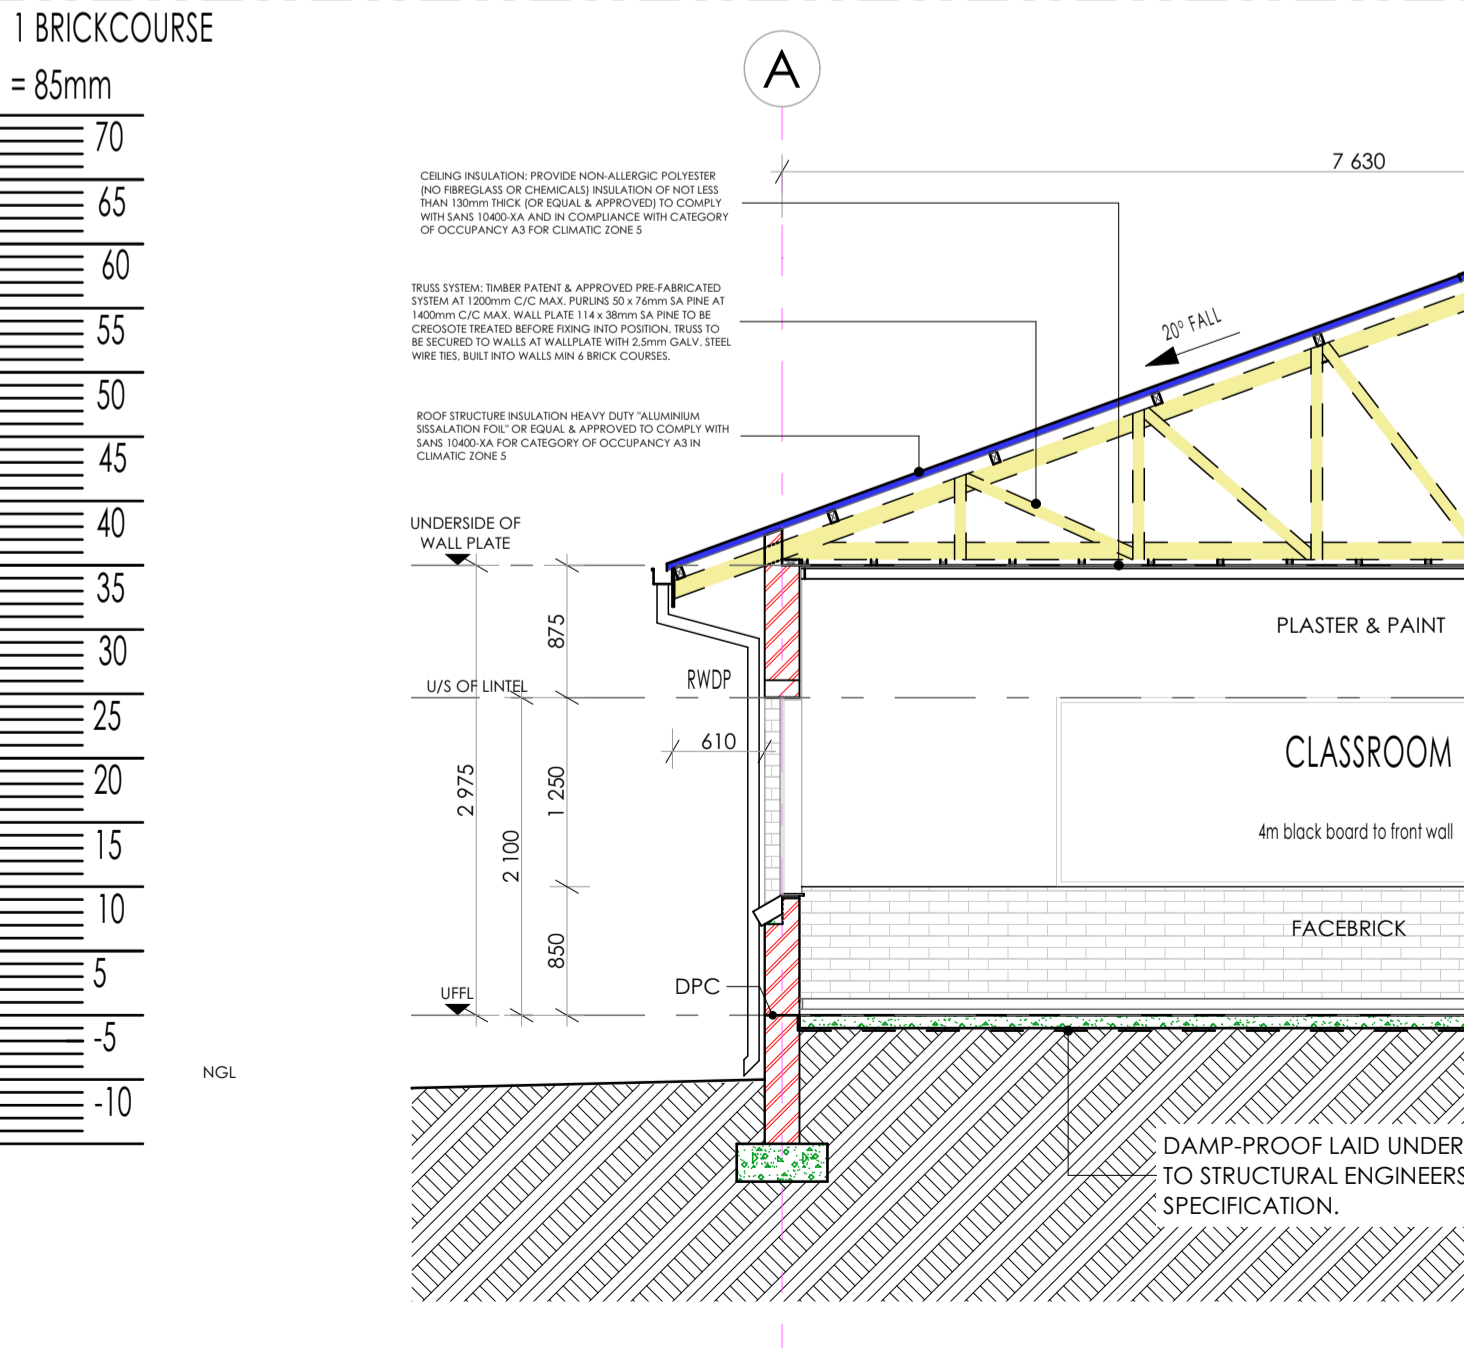 1 BRICKCOURSE
= 85mm
70
65
60
55
50
45
40
35
30
25
20
15
10
5
-5
-10
A
7 630
CEILING INSULATION: PROVIDE NON-ALLERGIC POLYESTER
(NO FIBREGLASS OR CHEMICALS) INSULATION OF NOT LESS
THAN 130mm THICK (OR EQUAL & APPROVED) TO COMPLY
WITH SANS 10400-XA AND IN COMPLIANCE WITH CATEGORY
OF OCCUPANCY A3 FOR CLIMATIC ZONE 5
TRUSS SYSTEM: TIMBER PATENT & APPROVED PRE-FABRICATED
SYSTEM AT 1200mm C/C MAX. PURLINS 50 x 76mm SA PINE AT
1400mm C/C MAX. WALL PLATE 114 x 38mm SA PINE TO BE
CREOSOTE TREATED BEFORE FIXING INTO POSITION. TRUSS TO
BE SECURED TO WALLS AT WALLPLATE WITH 2,5mm GALV. STEEL
WIRE TIES, BUILT INTO WALLS MIN 6 BRICK COURSES.
20° FALL
ROOF STRUCTURE INSULATION HEAVY DUTY "ALUMINIUM
SISSALATION FOIL" OR EQUAL & APPROVED TO COMPLY WITH
SANS 10400-XA FOR CATEGORY OF OCCUPANCY A3 IN
CLIMATIC ZONE 5
UNDERSIDE OF
WALL PLATE
875
PLASTER & PAINT
U/S OF LINTEL
RWDP
610
2 975
2 100
1 250
850
CLASSROOM
4m black board to front wall
FACEBRICK
DPC
UFFL
NGL
DAMP-PROOF LAID UNDER
TO STRUCTURAL ENGINEERS
SPECIFICATION.